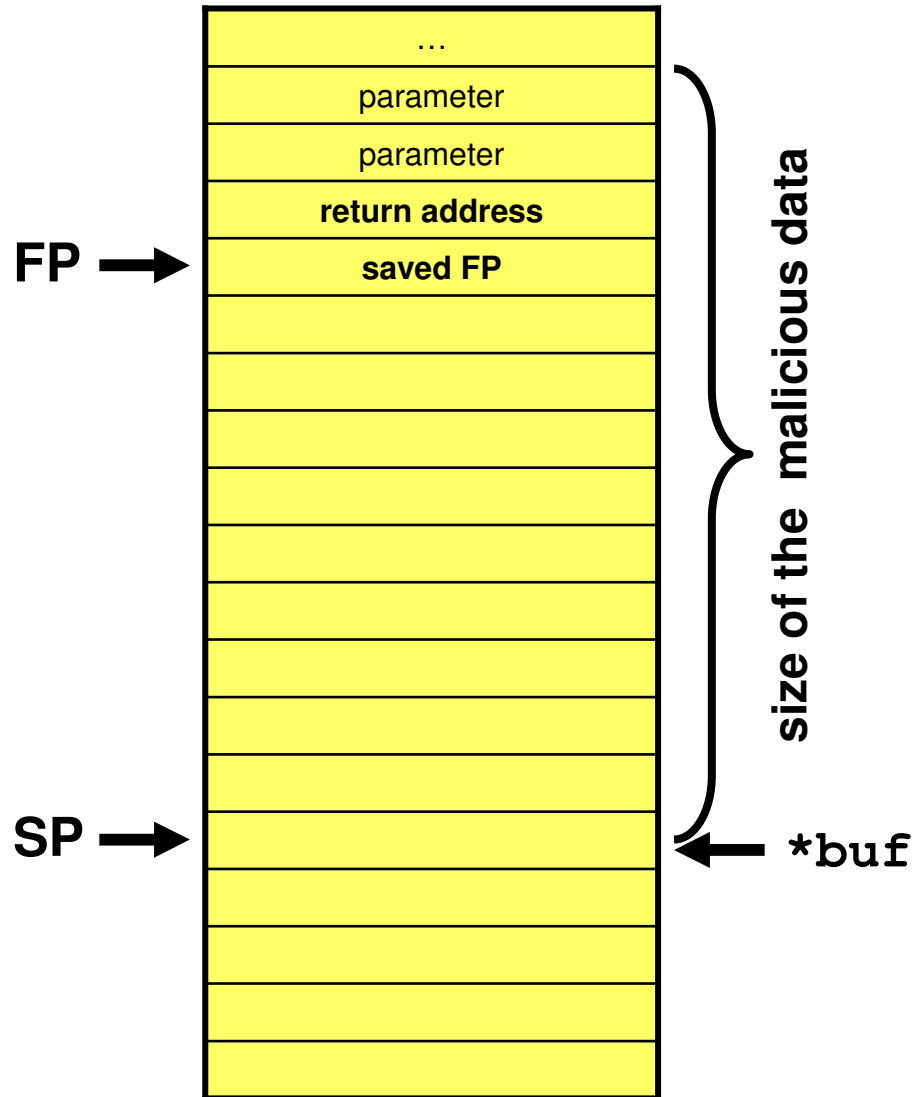 …
parameter
parameter
return address
FP
saved FP
size of the malicious data
SP
*buf